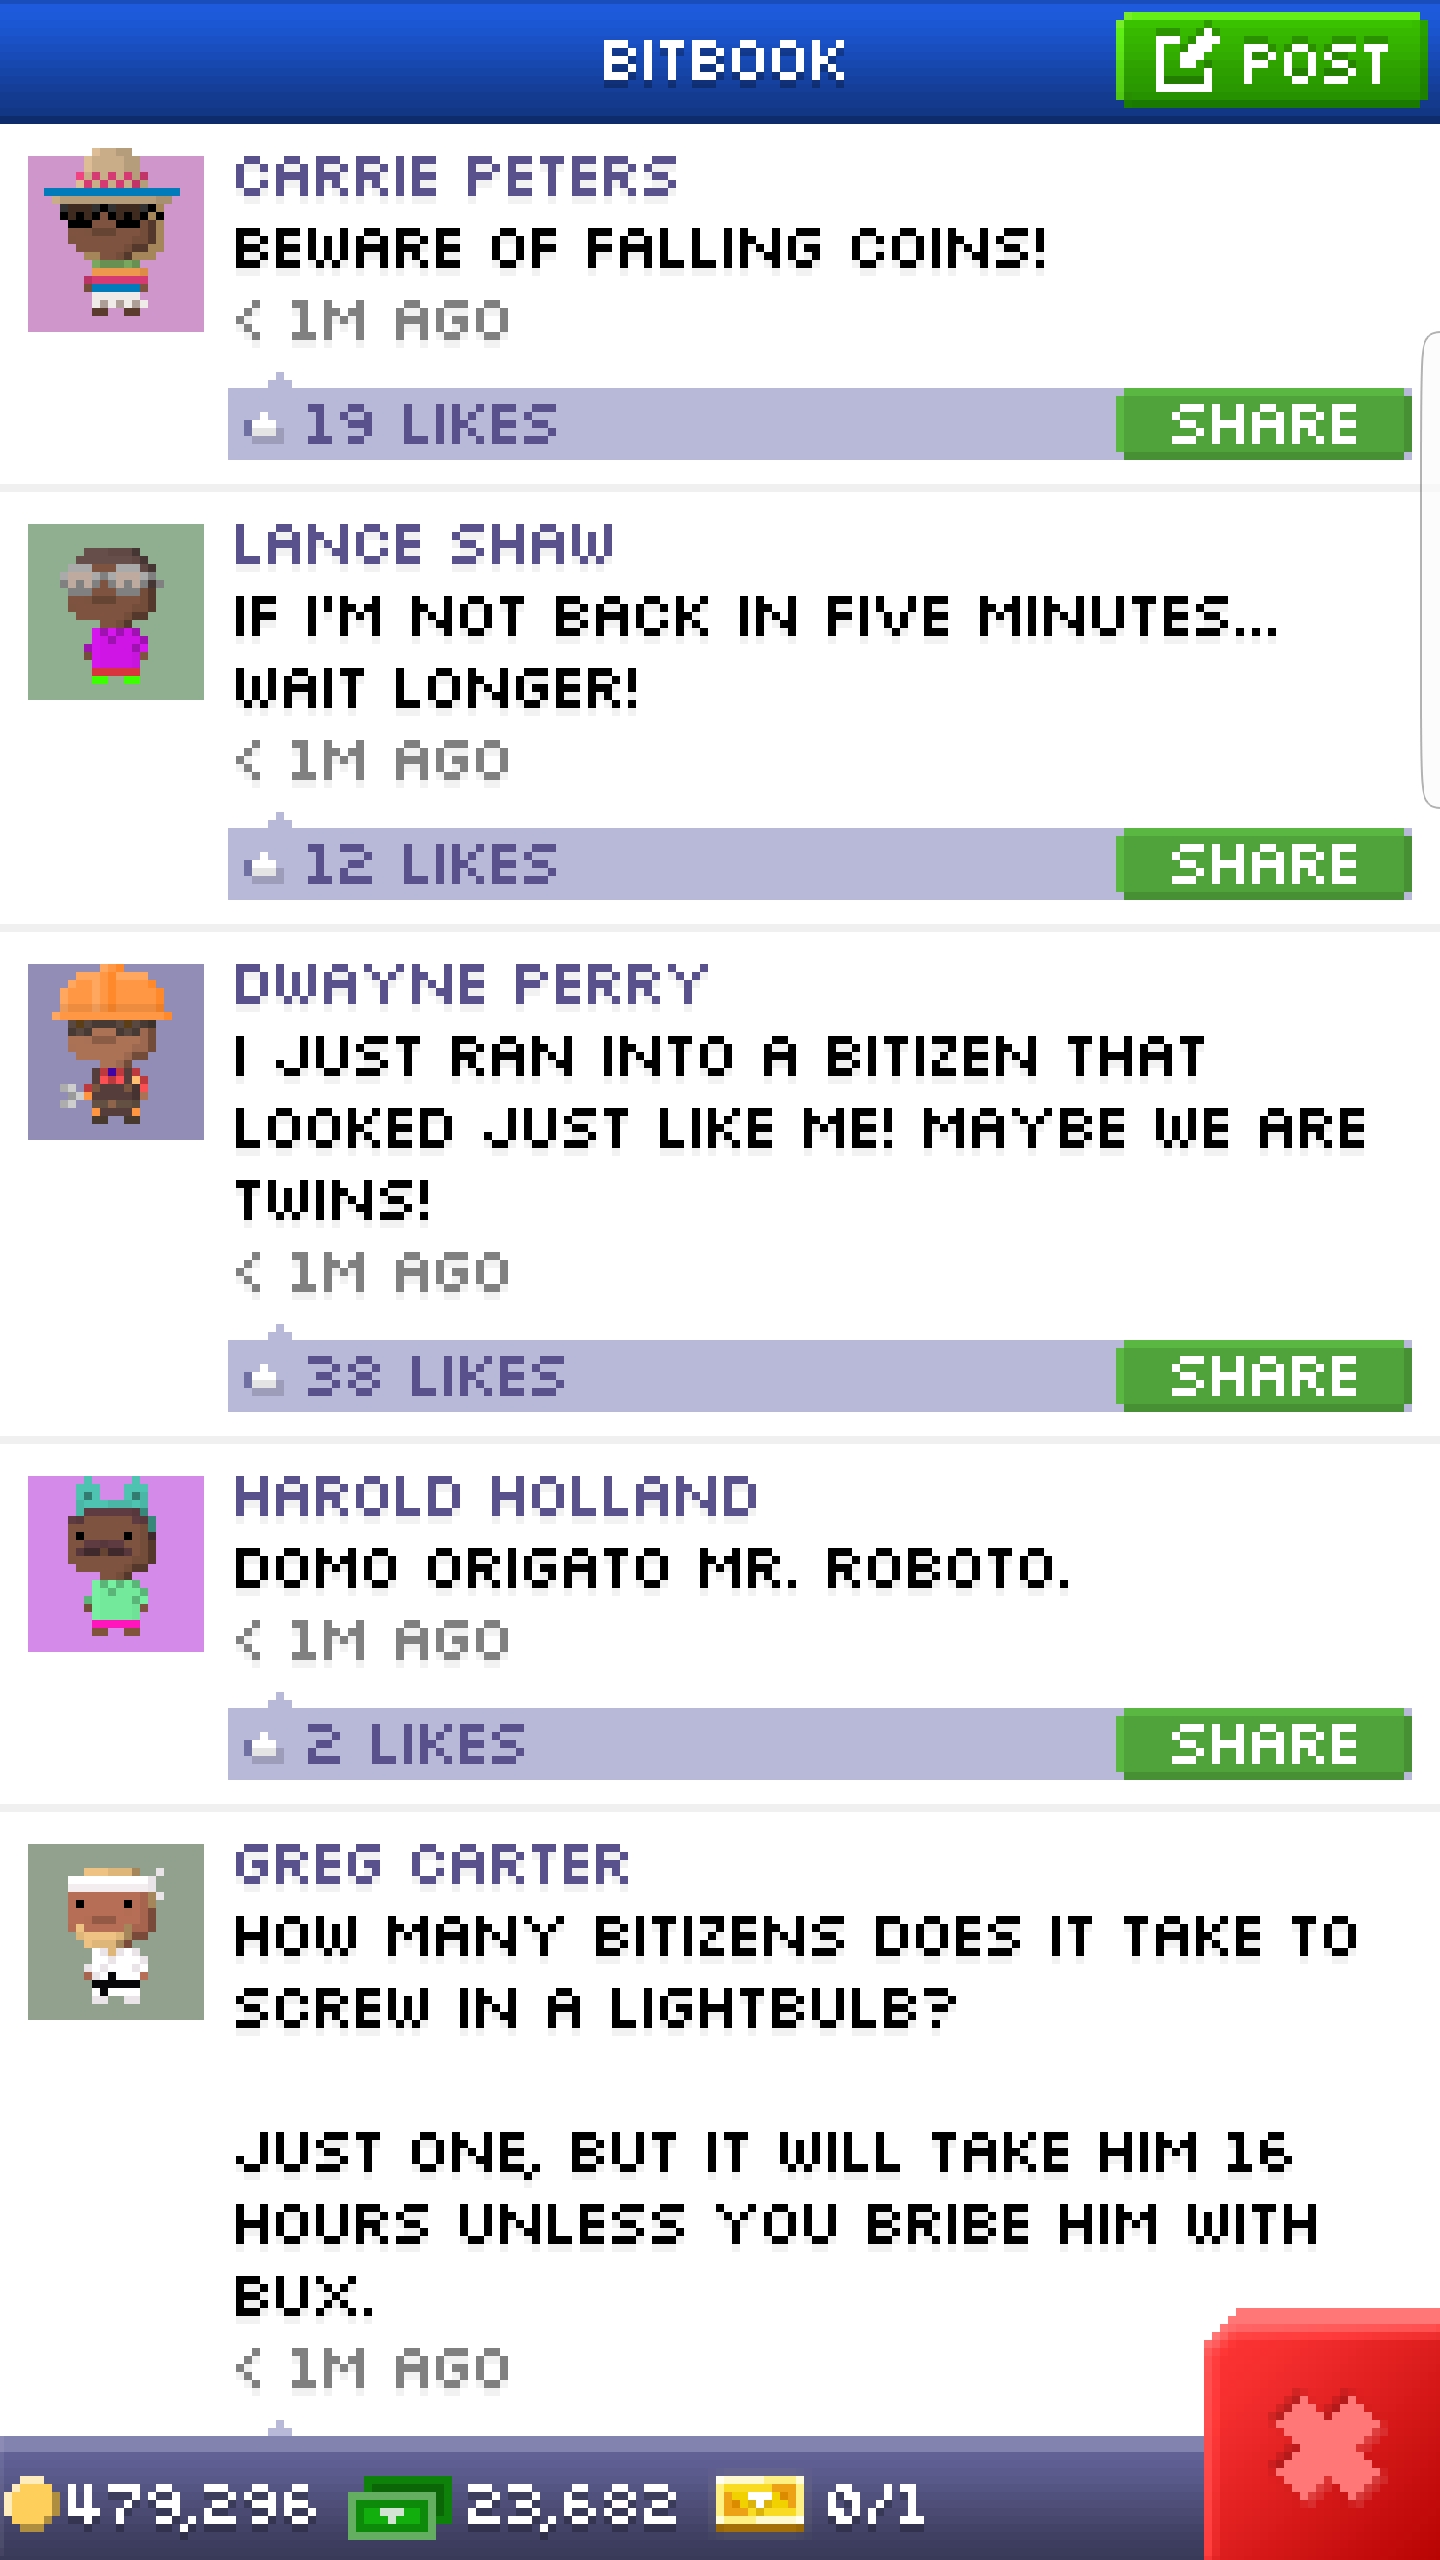 BITBOOK
POST
CARRIE PETERS
BEWARE OF FALLING COINS!
< 1M AGO
19 LIKES
SHARE
LANCE SHAW
IF I'M NOT BACK IN FIVE MINUTES...
WAIT LONGER!
< 1M AGO
12 LIKES
SHARE
DWAYNE PERRY
I JUST RAN INTO A BITIZEN THAT
LOOKED JUST LIKE ME! MAYBE WE ARE
TWINS!
< 1M AGO
38 LIKES
SHARE
HAROLD HOLLAND
DOMO ORIGATO MR. ROBOTO.
< 1M AGO
2 LIKES
SHARE
GREG CARTER
HOW MANY BITIZENS DOES IT TAKE TO
SCREW IN A LIGHTBULB?
JUST ONE, BUT IT WILL TAKE HIM 16
HOURS UNLESS YOU BRIBE HIM WITH
BUX.
< 1M AGO
479,296 23,682 0/1